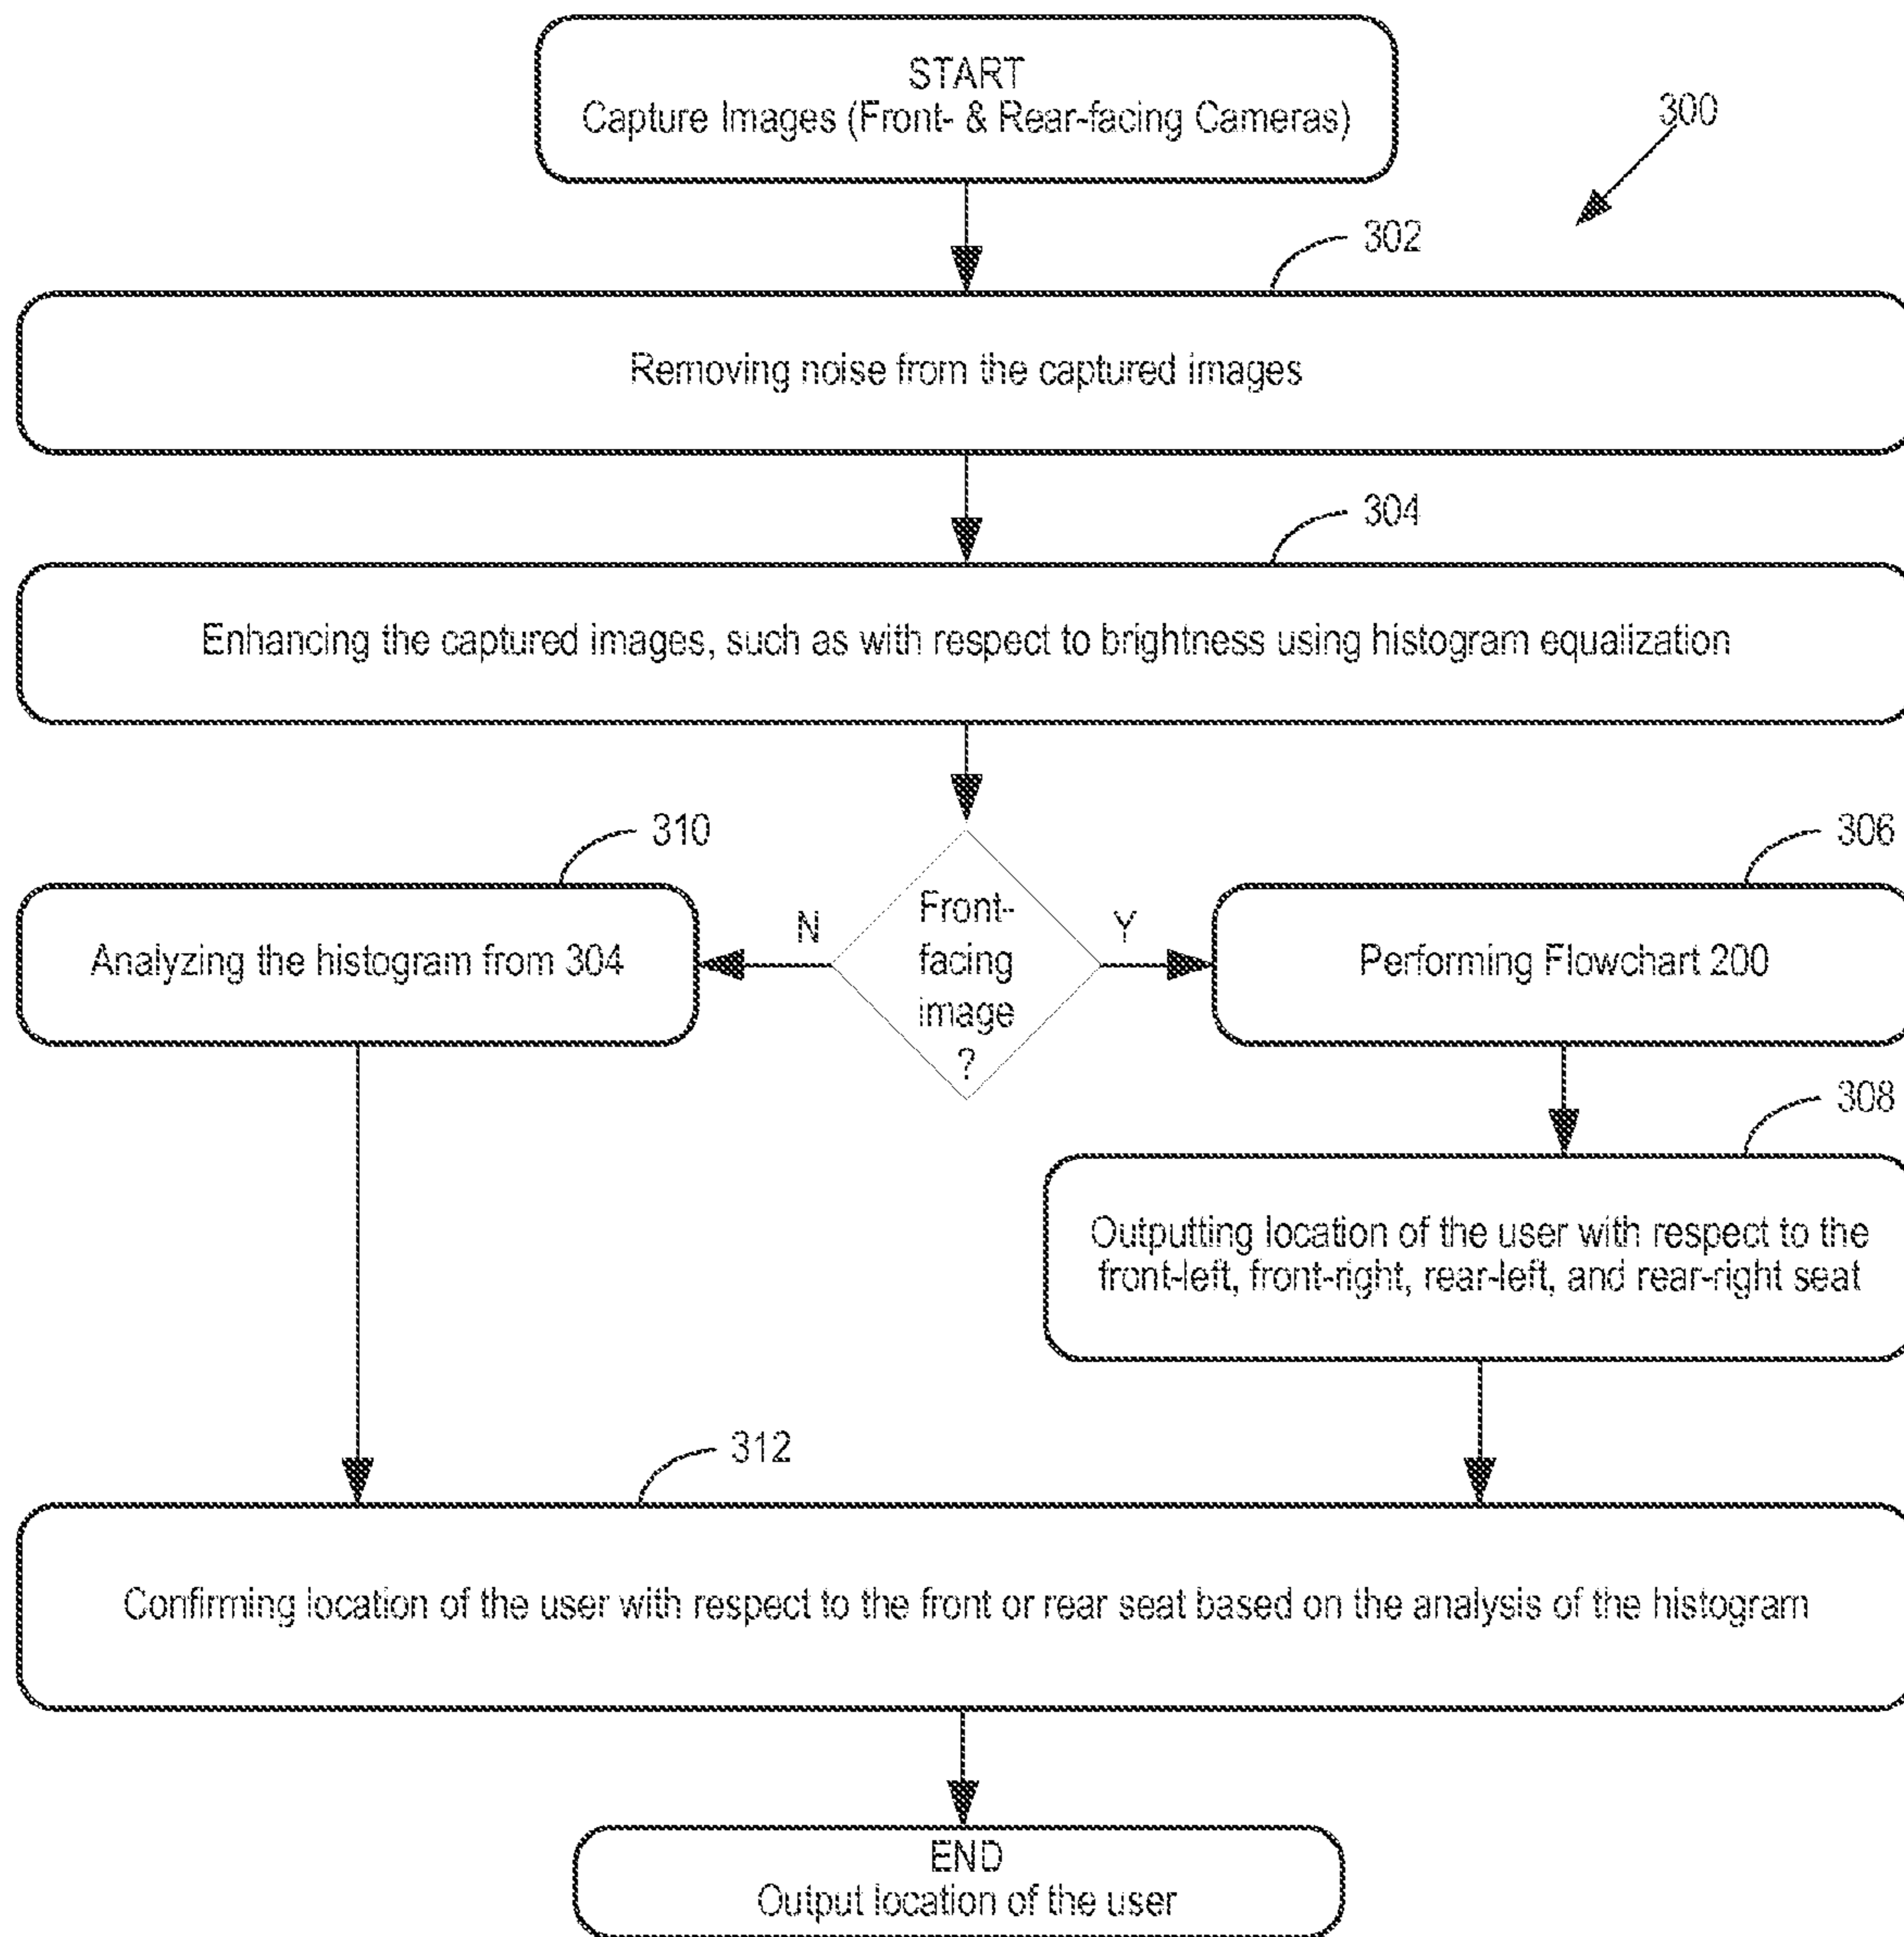 START
Capture Images (Front- & Rear-facing Cameras)
300
302
Removing noise from the captured images
304
Enhancing the captured images, such as with respect to brightness using histogram equalization
310
306
Analyzing the histogram from 304
N
Front-
facing
image
?
Y
Performing Flowchart 200
308
Outputting location of the user with respect to the
front-left, front-right, rear-left, and rear-right seat
312
Confirming location of the user with respect to the front or rear seat based on the analysis of the histogram
END
Output location of the user